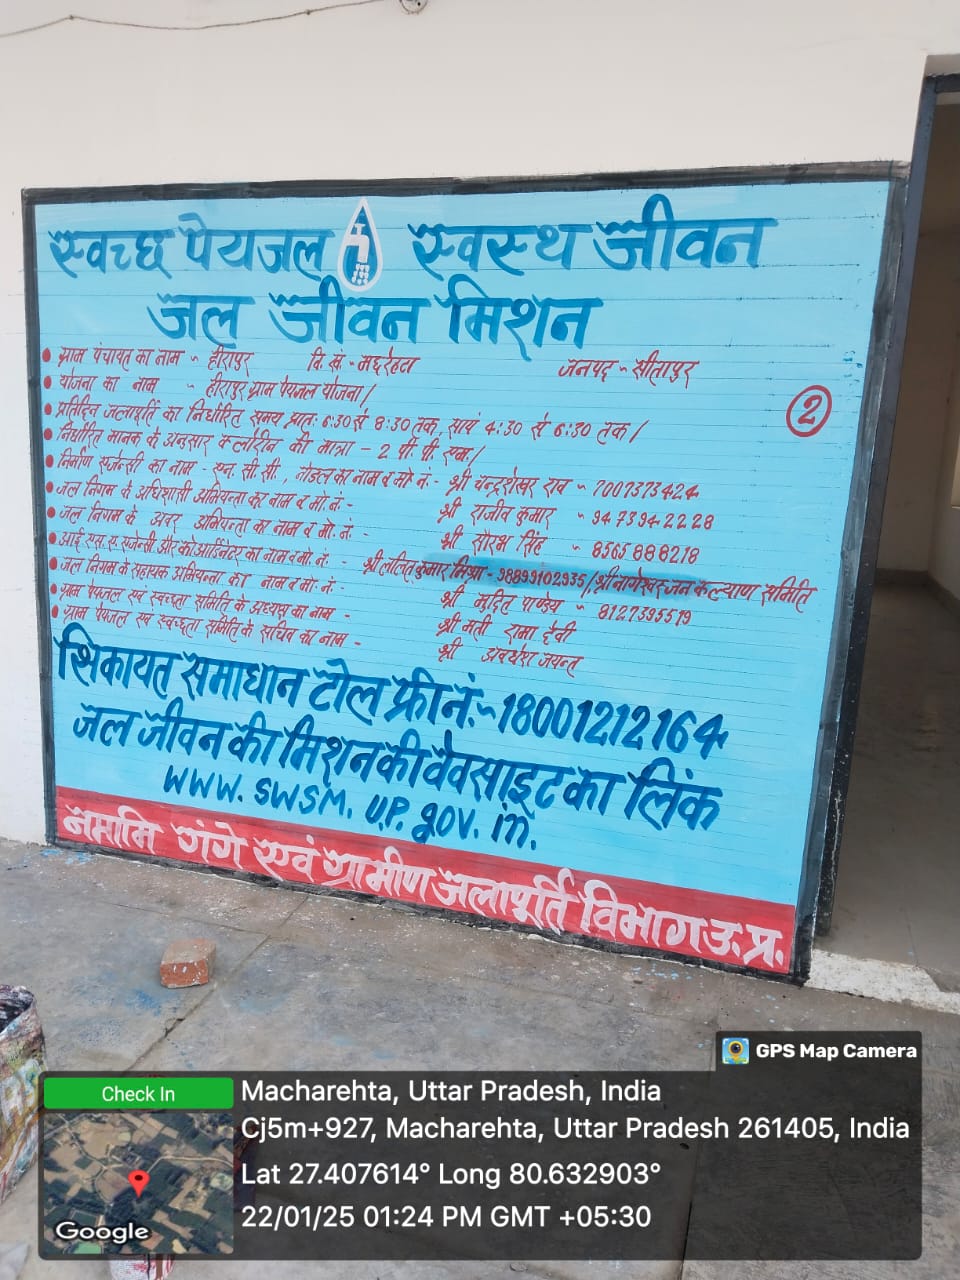 स्वच्छ पेयजल स्वस्थ जीवन
जल जीवन मिशन
ग्राम पंचायत का नाम - हीरापुर वि. खं. - मछरेहटा जनपद - सीतापुर
योजना का नाम - हीरापुर ग्राम पेयजल योजना/
2
प्रतिदिन जलापूर्ति का निर्धारित समय प्रातः 6:30 से 8:30 तक, सायं 4:30 से 6:30 तक/
निर्धारित मानक के अनुसार क्लोरीन की मात्रा - 2 पी. पी. एम./
निर्माण एजेन्सी का नाम - एन. सी. सी., नोडल का नाम व मो. नं. - श्री चन्द्रशेखर राव - 7007373424
जल निगम के अधिशासी अभियन्ता का नाम व मो. नं. - श्री राजीव कुमार - 9473942228
जल निगम के अवर अभियन्ता का नाम व मो. नं. - श्री सौरभ सिंह - 8565888218
आई. एस. ए. एजेन्सी और कोआर्डिनेटर का नाम व मो. नं. - श्री ललित कुमार मिश्रा - 98899102935/श्री नागेश्वर जन कल्याण समिति
जल निगम के सहायक अभियन्ता का नाम व मो. नं. - श्री मुदित पाण्डेय - 8127395519
ग्राम पेयजल एवं स्वच्छता समिति के अध्यक्ष का नाम - श्री मती रामा देवी
ग्राम पेयजल एवं स्वच्छता समिति के सचिव का नाम - श्री अवधेश जयन्त
शिकायत समाधान टोल फ्री नं. - 18001212164
जल जीवन की मिशन की वेवसाइट का लिंक
WWW. SWSM. U.P. gov. in.
नमामि गंगे एवं ग्रामीण जलापूर्ति विभाग उ. प्र.
GPS Map Camera
Check In
Macharehta, Uttar Pradesh, India
Cj5m+927, Macharehta, Uttar Pradesh 261405, India
Lat 27.407614° Long 80.632903°
22/01/25 01:24 PM GMT +05:30
Google